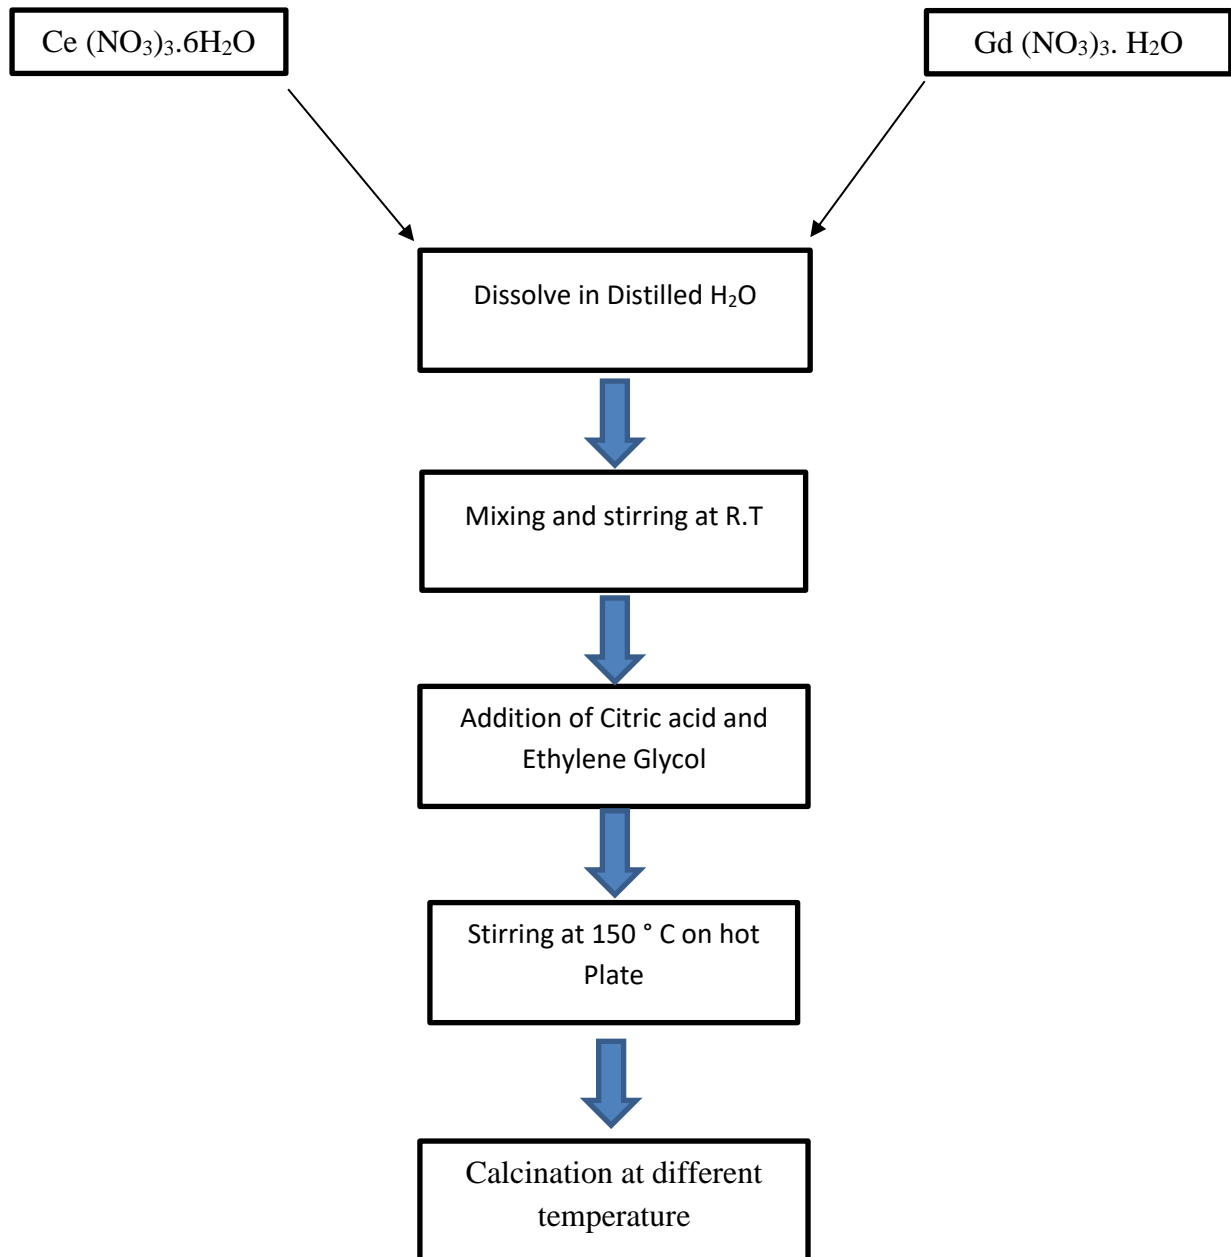 Ce (NO₃)₃.6H₂O
Gd (NO₃)₃. H₂O
Dissolve in Distilled H₂O
Mixing and stirring at R.T
Addition of Citric acid and
Ethylene Glycol
Stirring at 150 ° C on hot
Plate
Calcination at different
temperature